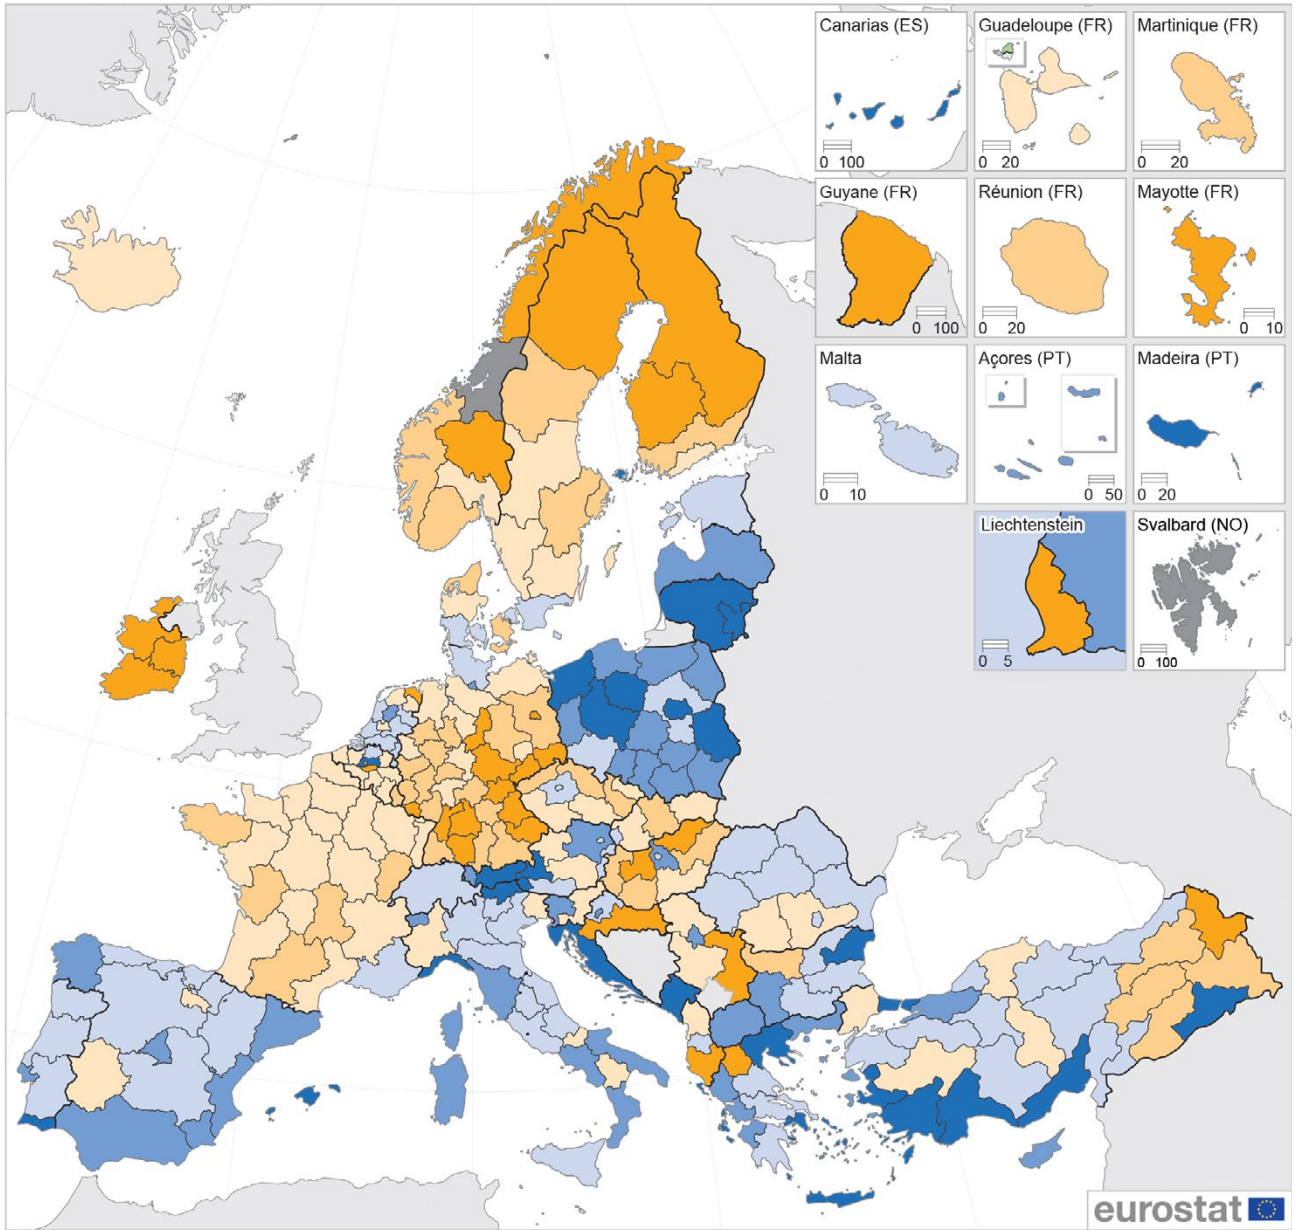 Canarias (ES)
0 100
Guadeloupe (FR)
0 20
Martinique (FR)
0 20
Guyane (FR)
0 100
Réunion (FR)
0 20
Mayotte (FR)
0 10
Malta
0 10
Açores (PT)
0 50
Madeira (PT)
0 20
Liechtenstein
0 5
Svalbard (NO)
0 100
eurostat